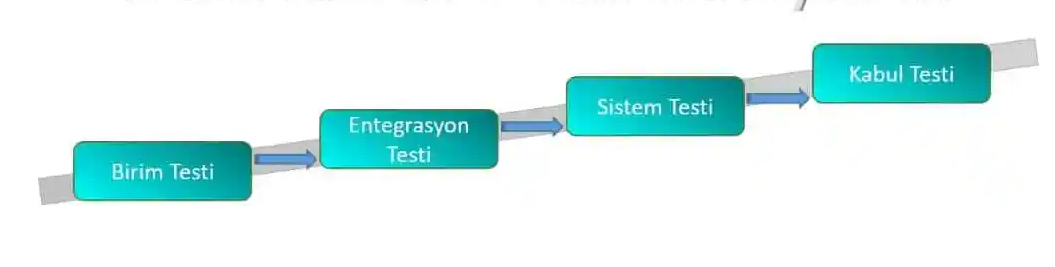 Birim Testi
Entegrasyon
Testi
Sistem Testi
Kabul Testi